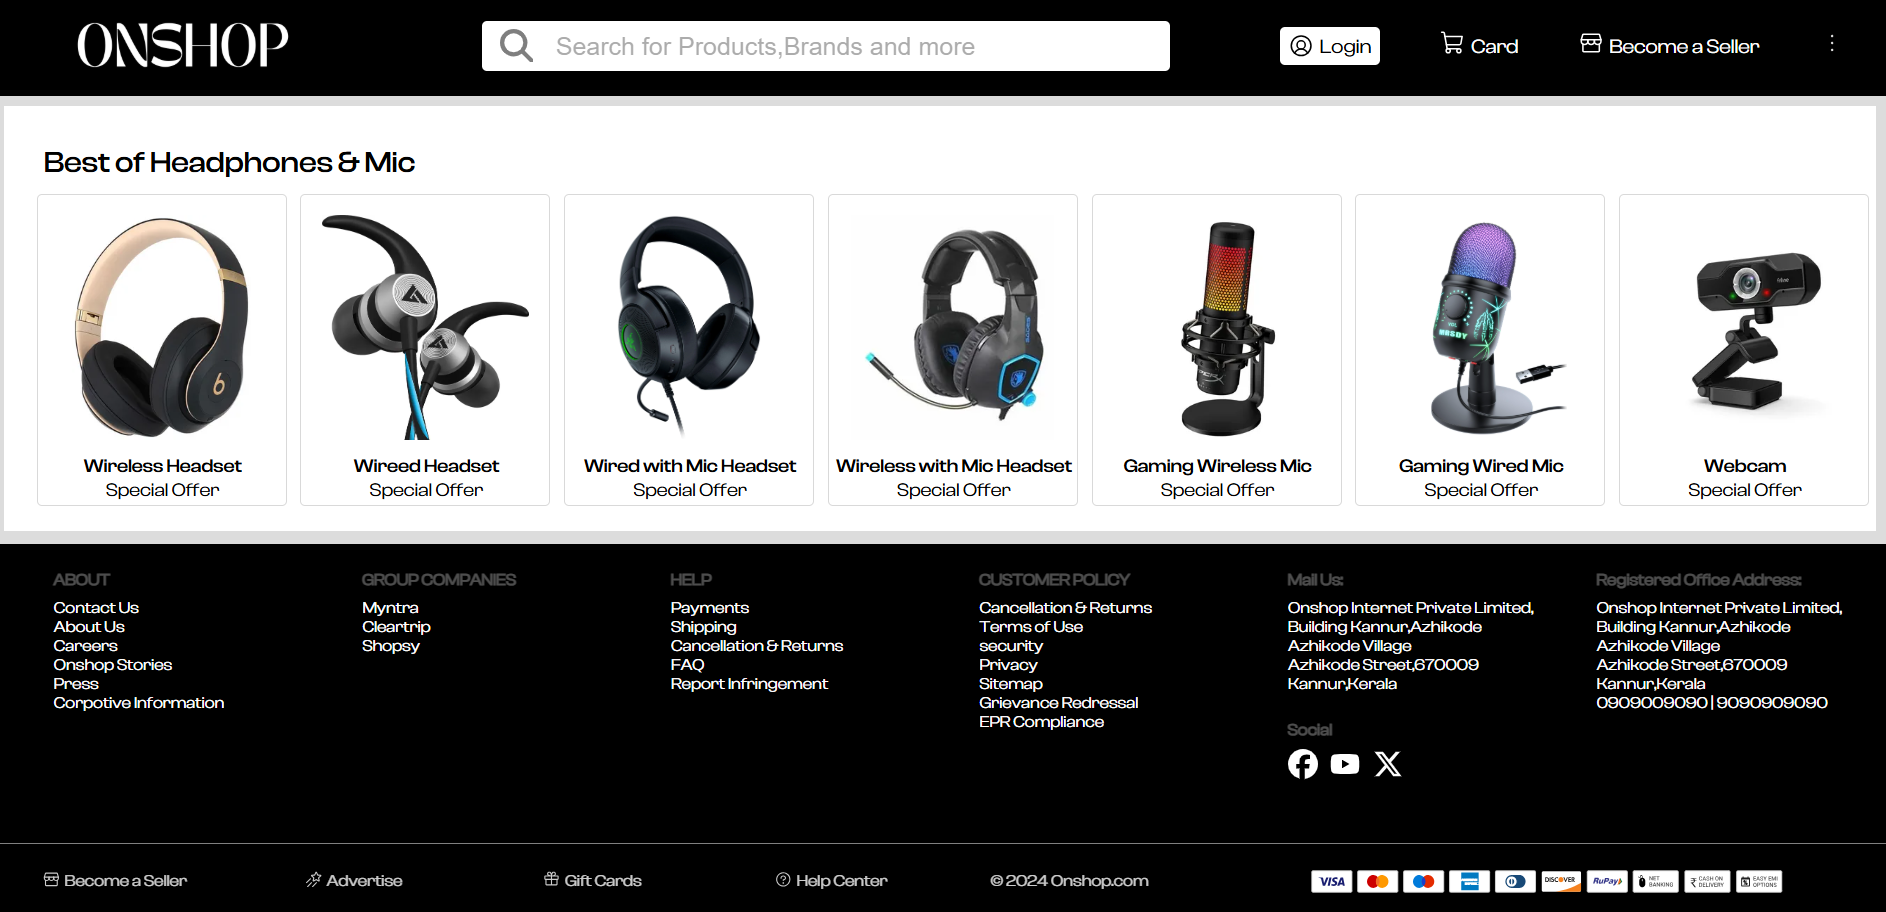 ONSHOP
Search for Products,Brands and more
Login
Card
Become a Seller
Best of Headphones & Mic
Wireless Headset
Special Offer
Wireed Headset
Special Offer
Wired with Mic Headset
Special Offer
SADES
Wireless with Mic Headset
Special Offer
Gaming Wireless Mic
Special Offer
VOL
MRSDY
Gaming Wired Mic
Special Offer
Webcam
Special Offer
ABOUT
Contact Us
About Us
Careers
Onshop Stories
Press
Corpotive Information
GROUP COMPANIES
Myntra
Cleartrip
Shopsy
HELP
Payments
Shipping
Cancellation & Returns
FAQ
Report Infringement
CUSTOMER POLICY
Cancellation & Returns
Terms of Use
security
Privacy
Sitemap
Grievance Redressal
EPR Compliance
Mail Us:
Onshop Internet Private Limited,
Building Kannur,Azhikode
Azhikode Village
Azhikode Street,670009
Kannur,Kerala
Social
Registered Office Address:
Onshop Internet Private Limited,
Building Kannur,Azhikode
Azhikode Village
Azhikode Street,670009
Kannur,Kerala
0909009090 | 9090909090
Become a Seller
Advertise
Gift Cards
Help Center
© 2024 Onshop.com
VISA
DISCOVER
RuPay
NET
BANKING
CASH ON
DELIVERY
EASY EMI
OPTIONS